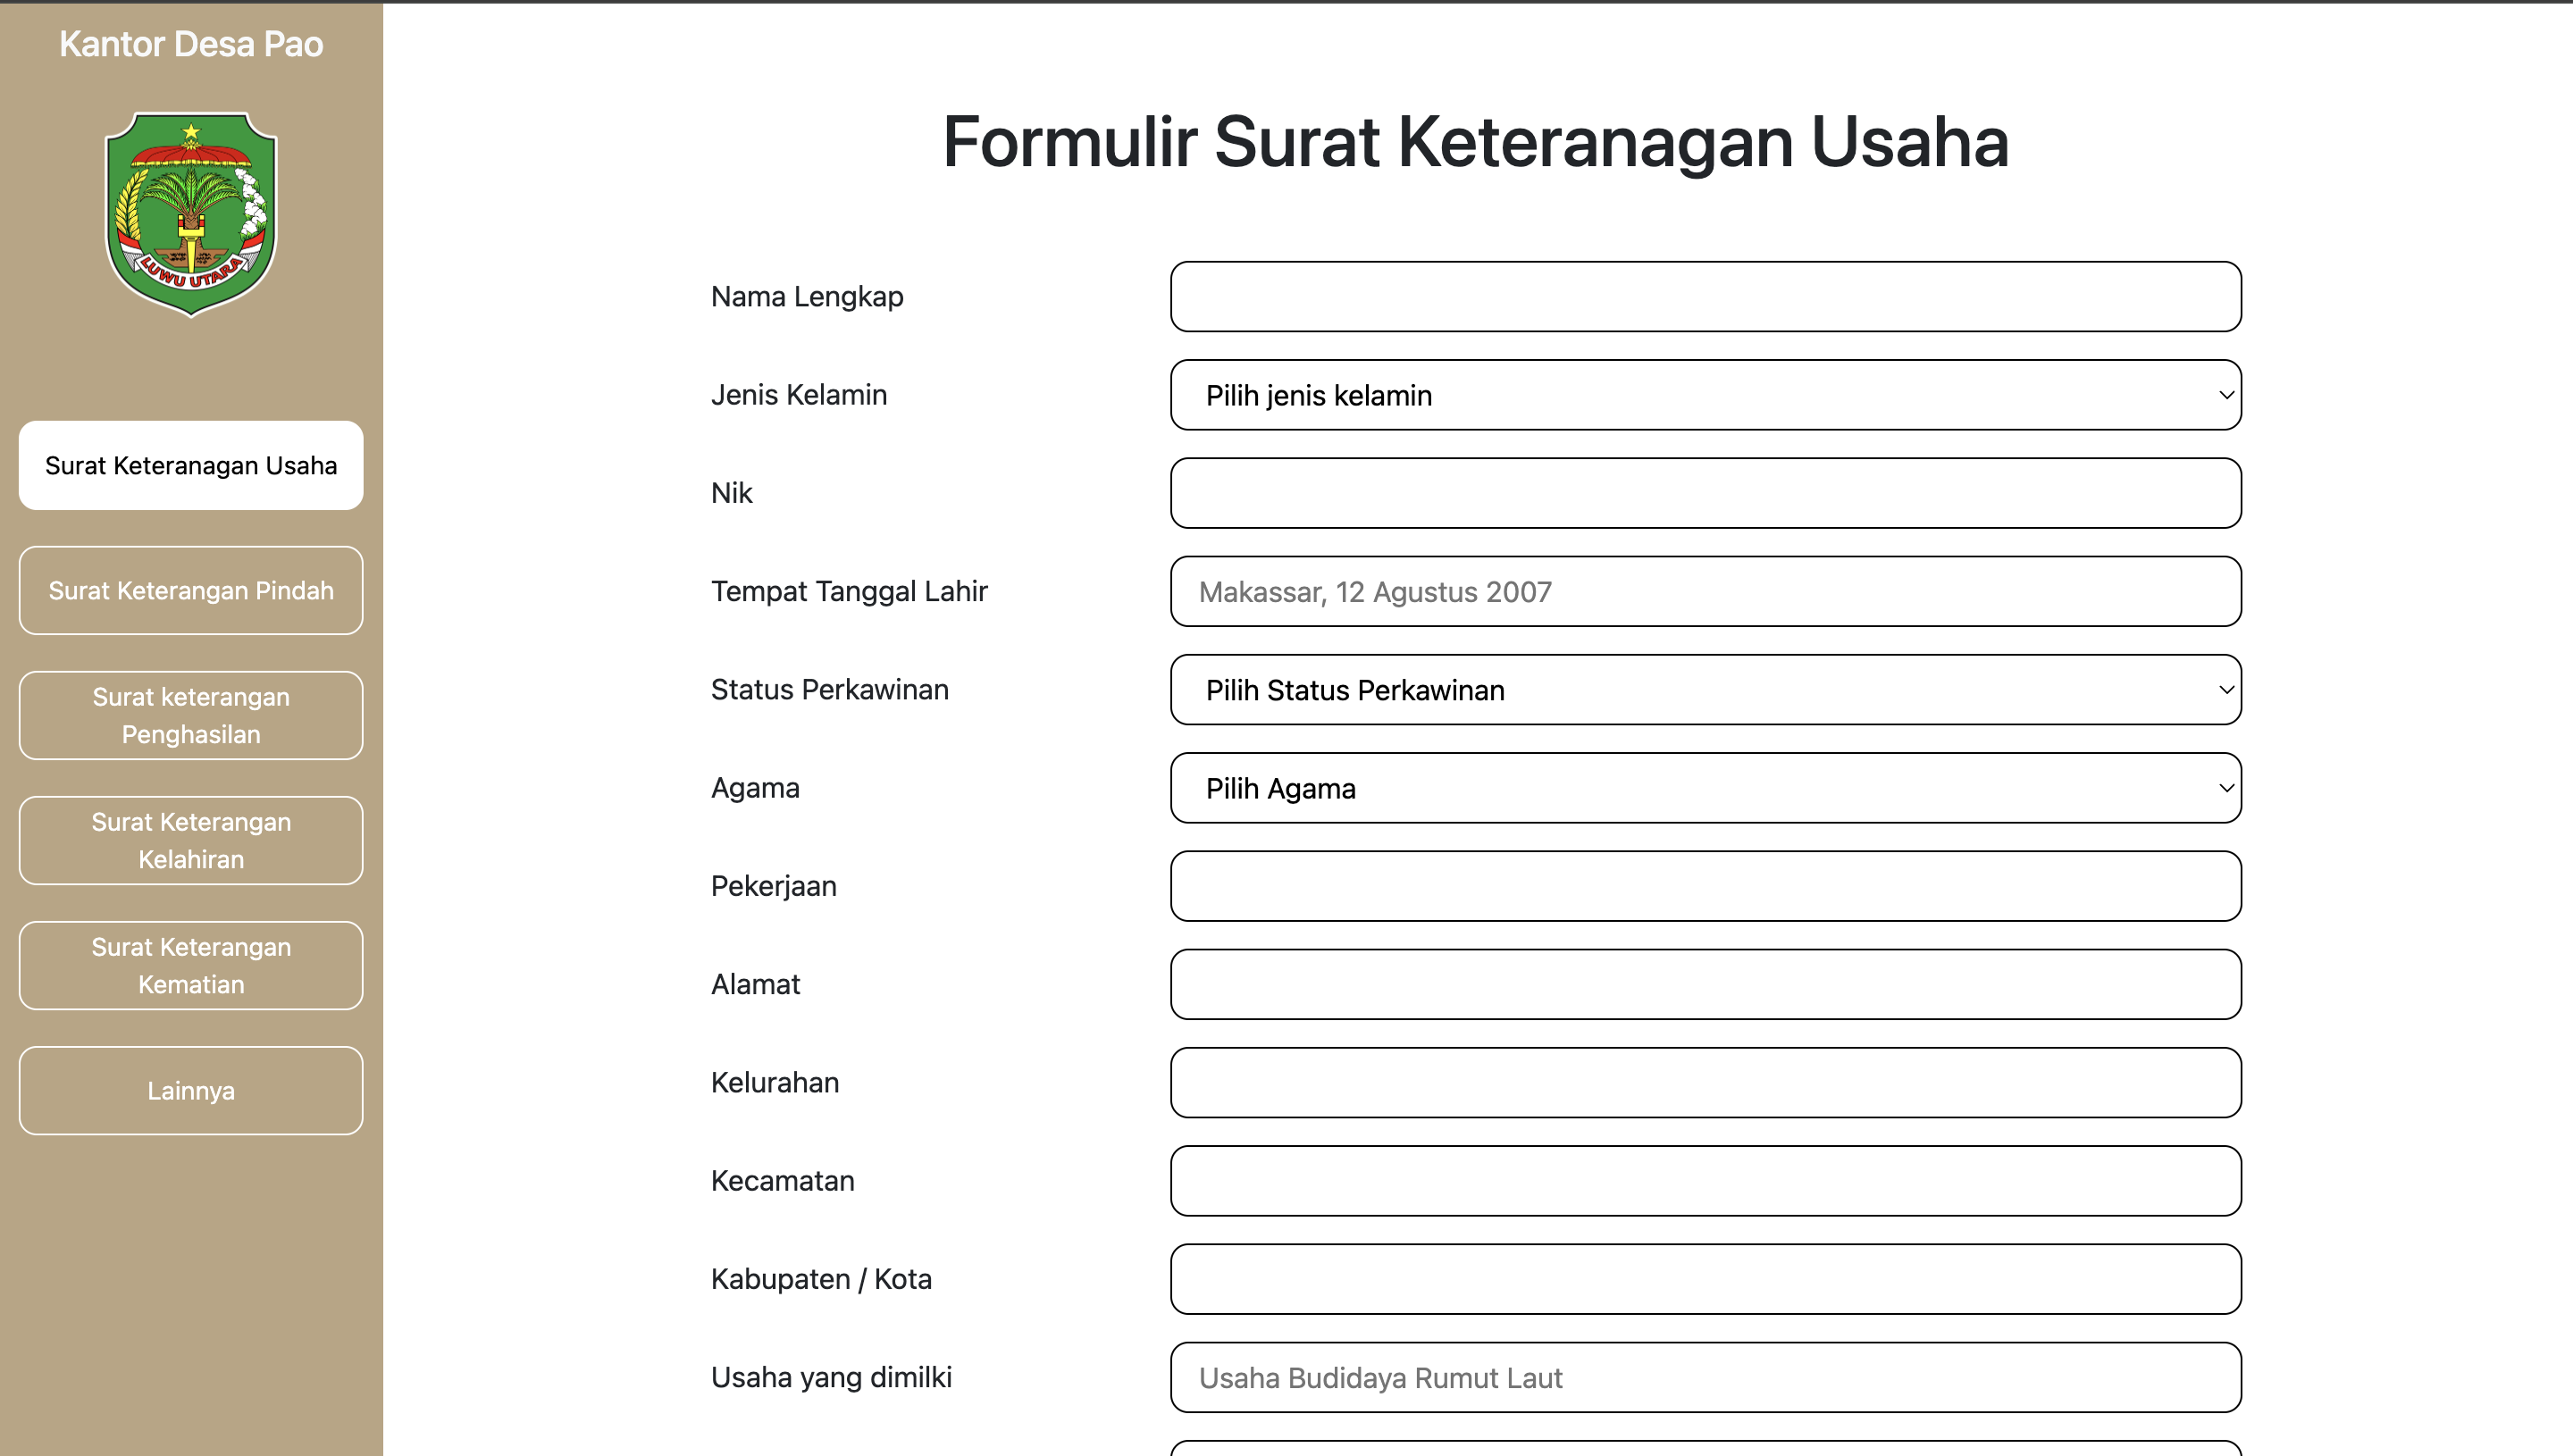 Kantor Desa Pao
LUWU UTARA
Surat Keteranagan Usaha
Surat Keterangan Pindah
Surat keterangan
Penghasilan
Surat Keterangan
Kelahiran
Surat Keterangan
Kematian
Lainnya
Formulir Surat Keteranagan Usaha
Nama Lengkap
Jenis Kelamin Pilih jenis kelamin
Nik
Tempat Tanggal Lahir Makassar, 12 Agustus 2007
Status Perkawinan Pilih Status Perkawinan
Agama Pilih Agama
Pekerjaan
Alamat
Kelurahan
Kecamatan
Kabupaten / Kota
Usaha yang dimilki Usaha Budidaya Rumut Laut